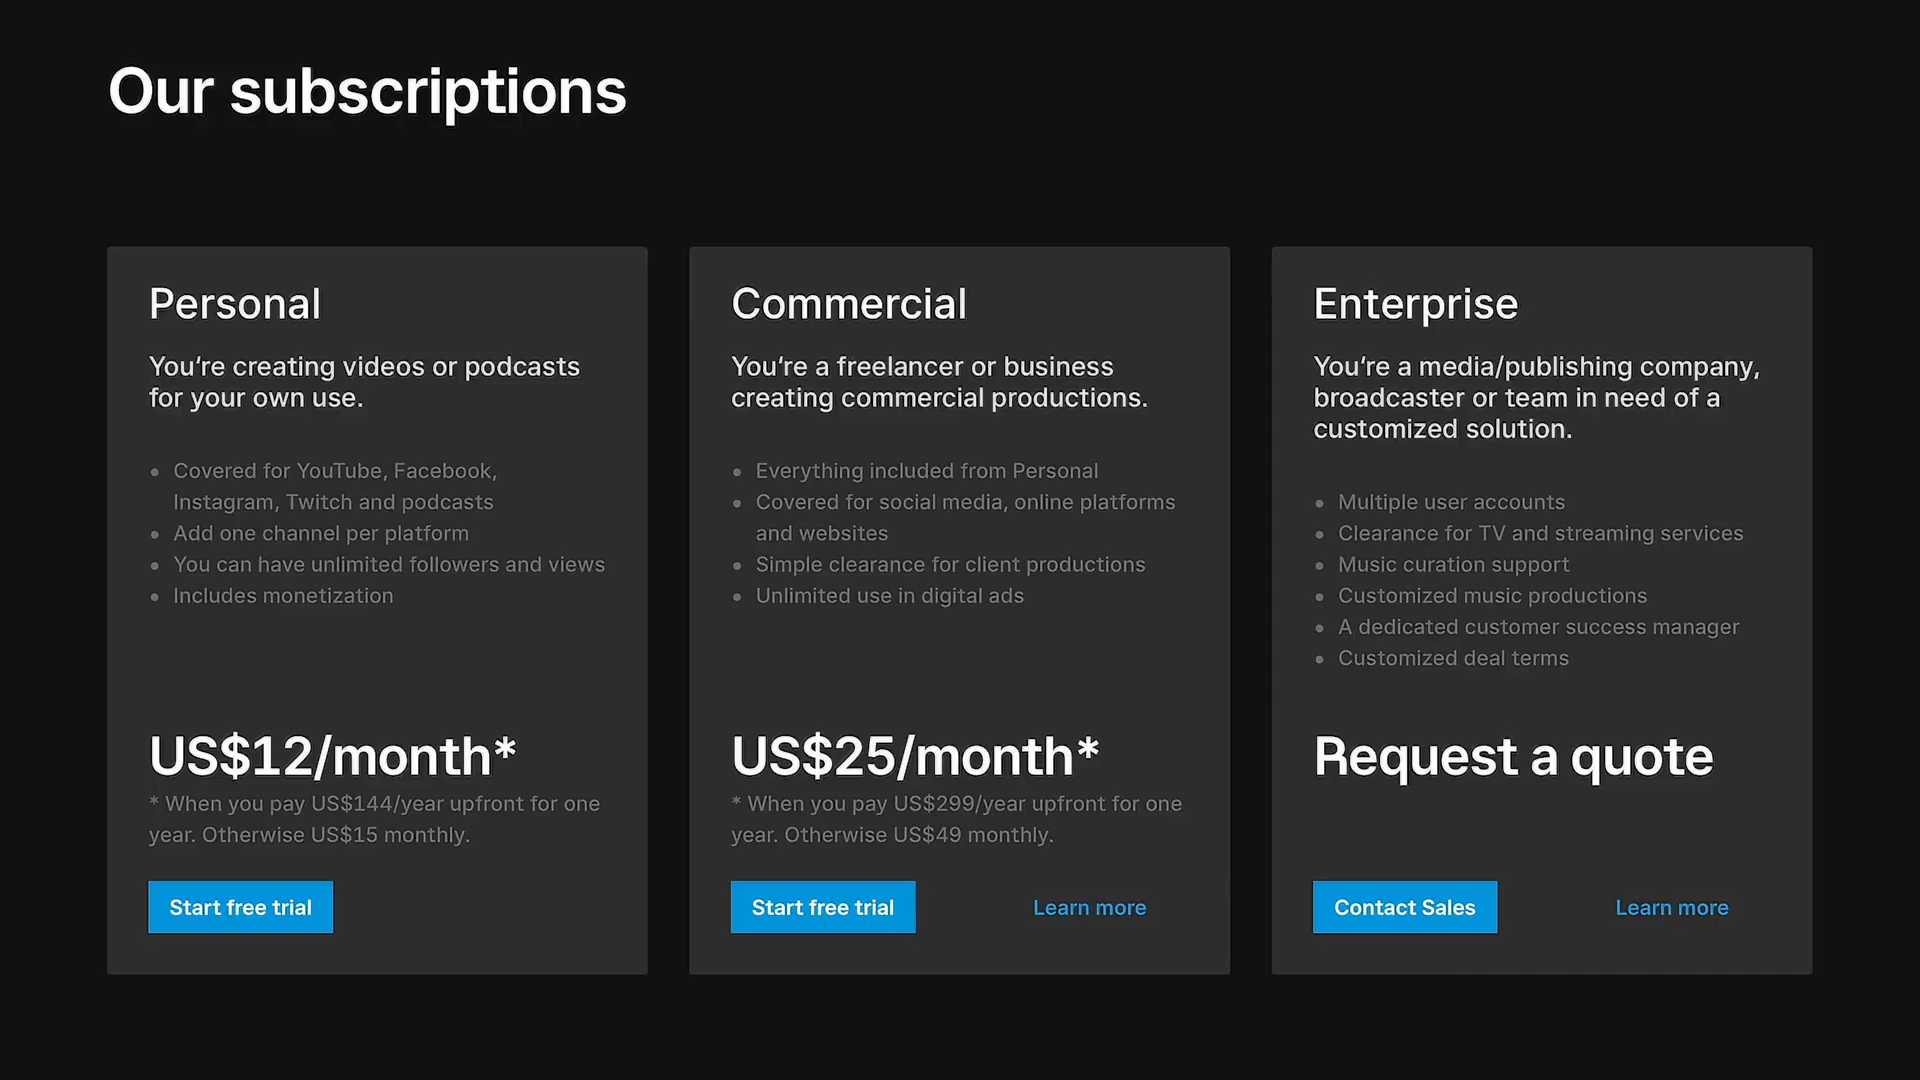 Our subscriptions
Personal
You're creating videos or podcasts
for your own use.
• Covered for YouTube, Facebook,
Instagram, Twitch and podcasts
• Add one channel per platform
• You can have unlimited followers and views
• Includes monetization
US$12/month*
* When you pay US$144/year upfront for one
year. Otherwise US$15 monthly.
Start free trial
Commercial
You're a freelancer or business
creating commercial productions.
• Everything included from Personal
• Covered for social media, online platforms
and websites
• Simple clearance for client productions
• Unlimited use in digital ads
US$25/month*
* When you pay US$299/year upfront for one
year. Otherwise US$49 monthly.
Start free trial
Learn more
Enterprise
You're a media/publishing company,
broadcaster or team in need of a
customized solution.
• Multiple user accounts
• Clearance for TV and streaming services
• Music curation support
• Customized music productions
• A dedicated customer success manager
• Customized deal terms
Request a quote
Contact Sales
Learn more